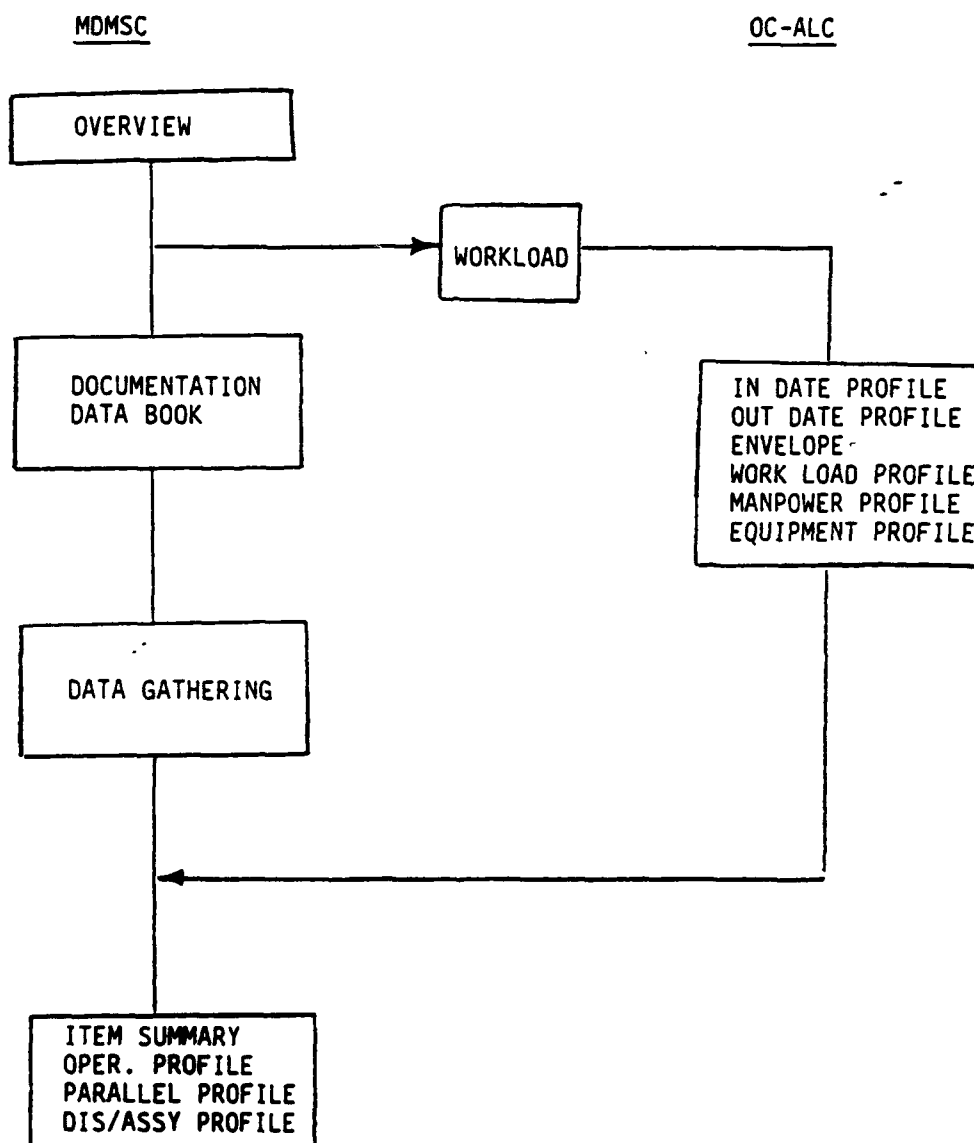 MDMSC
OC-ALC
OVERVIEW
WORKLOAD
DOCUMENTATION
DATA BOOK
IN DATE PROFILE
OUT DATE PROFILE
ENVELOPE
WORK LOAD PROFILE
MANPOWER PROFILE
EQUIPMENT PROFILE
DATA GATHERING
ITEM SUMMARY
OPER. PROFILE
PARALLEL PROFILE
DIS/ASSY PROFILE